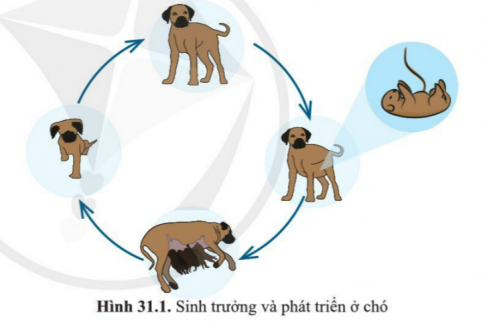 Hình 31.1. Sinh trưởng và phát triển ở chó